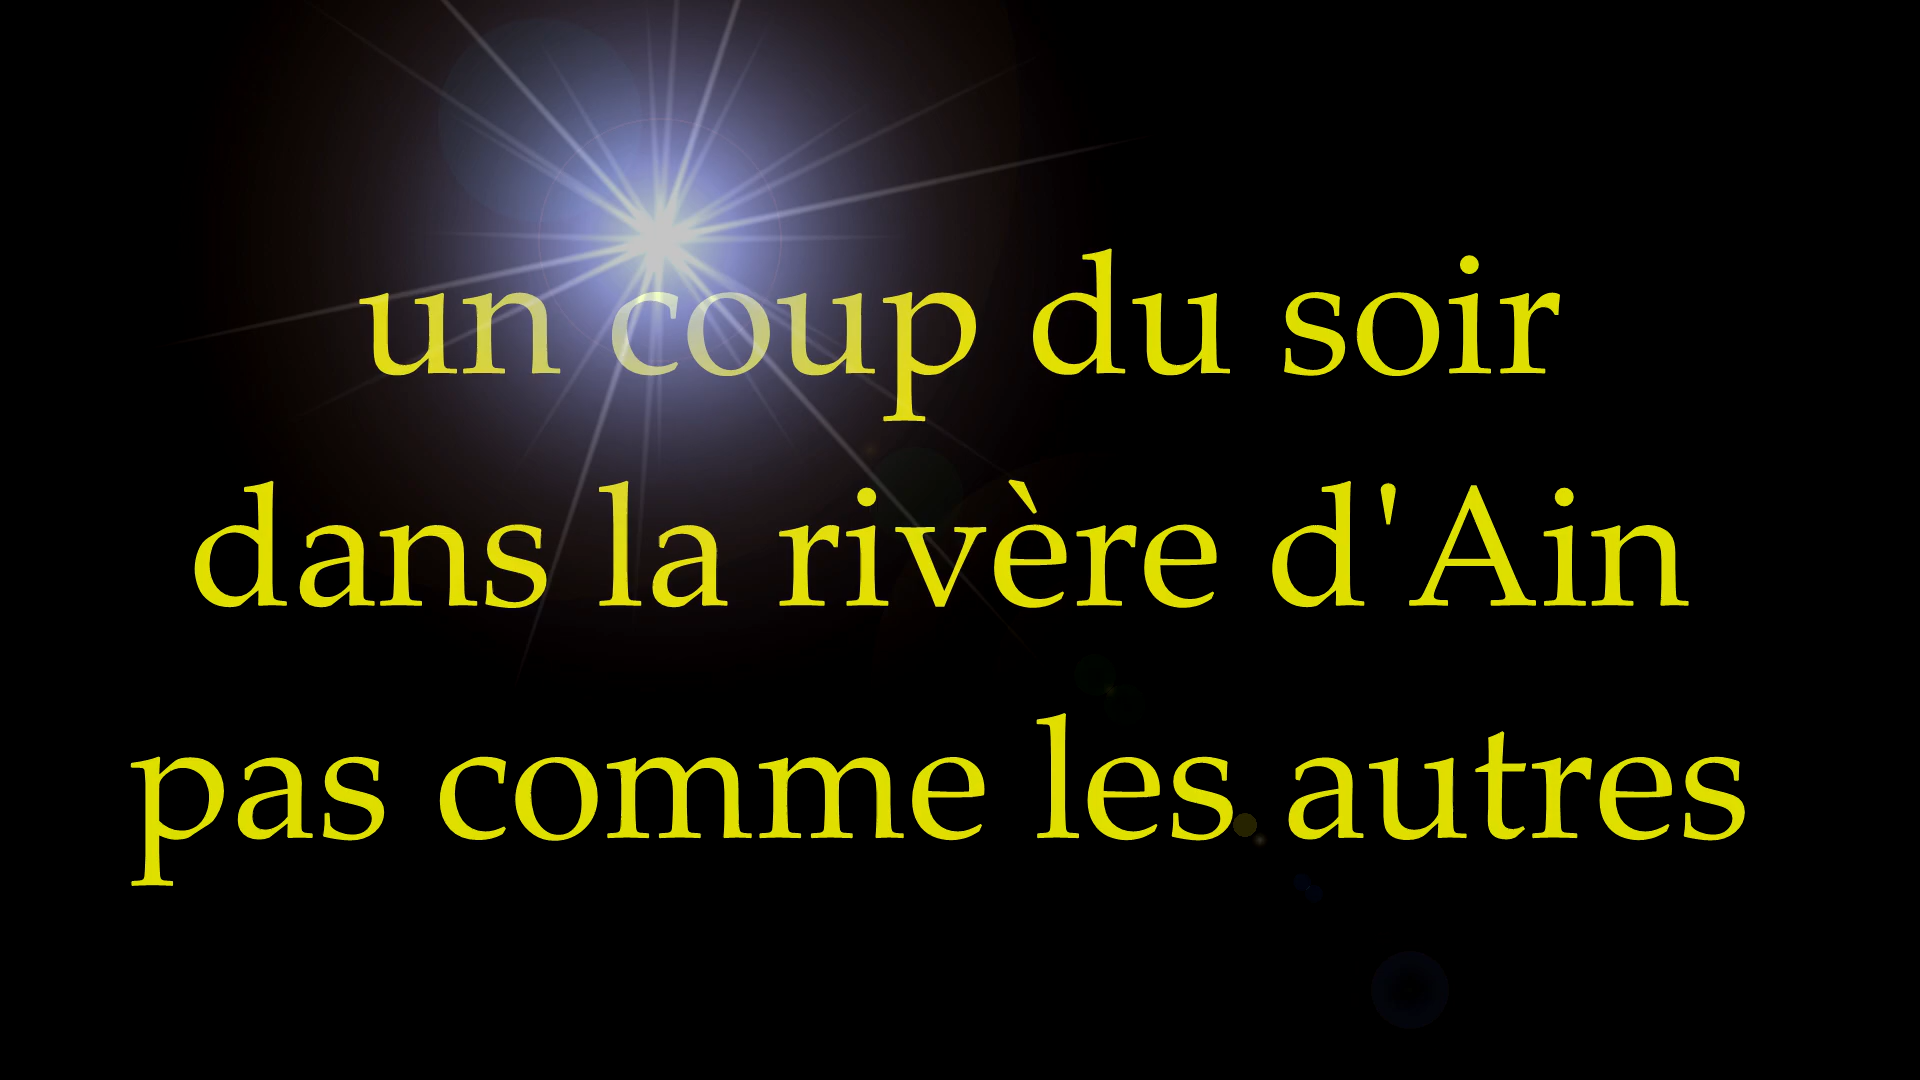 un coup du soir
dans la rivère d'Ain
pas comme les autres